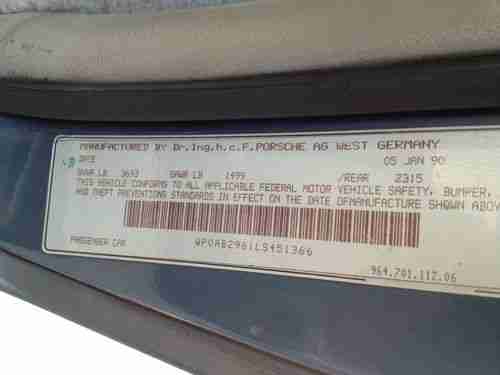 MANUFACTURED BY Dr.Ing.h.c.F.PORSCHE AG WEST GERMANY
DATE 05 JAN 90
GVWR LB 3693 GAWR LB 1499 /REAR 2315
THIS VEHICLE CONFORMS TO ALL APPLICABLE FEDERAL MOTOR VEHICLE SAFETY, BUMPER,
AND THEFT PREVENTIONS STANDARDS IN EFFECT ON THE DATE OFMANUFACTURE SHOWN ABOV
WP0AB2961LS451366
PASSENGER CAR
964.701.112.06